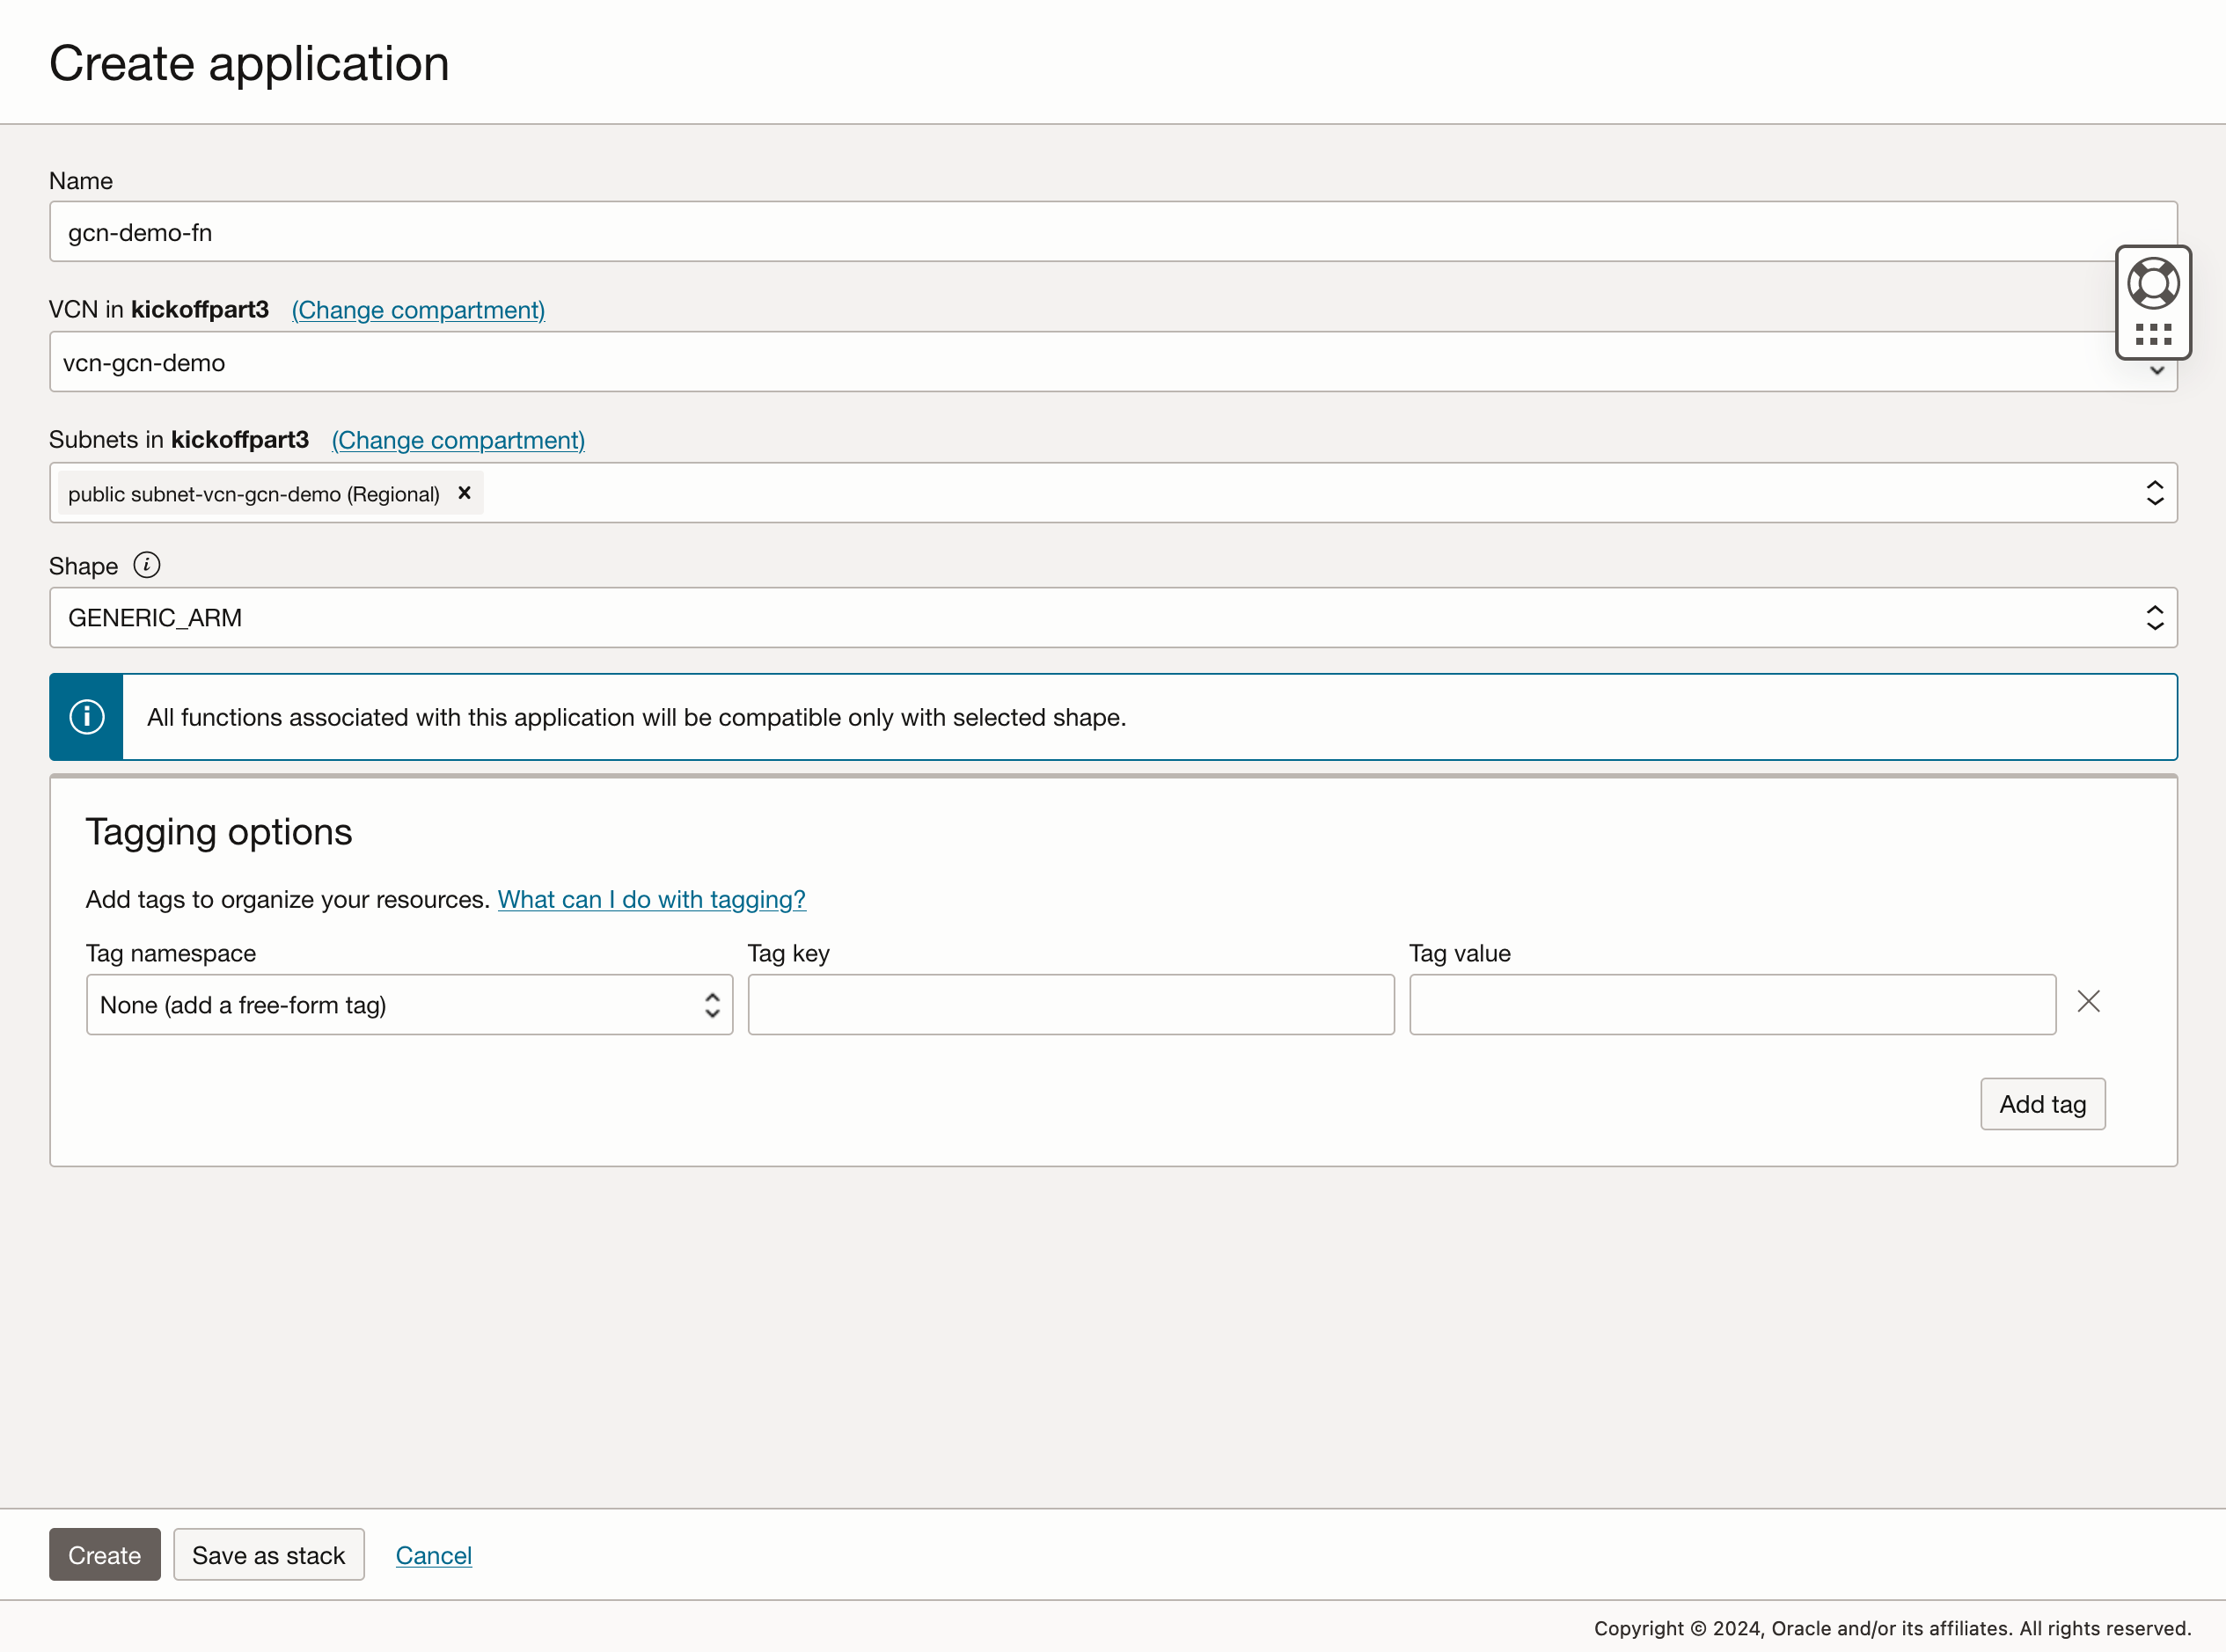 Create application
Name
gcn-demo-fn
VCN in kickoffpart3 (Change compartment)
vcn-gcn-demo
Subnets in kickoffpart3 (Change compartment)
public subnet-vcn-gcn-demo (Regional)
Shape
GENERIC_ARM
All functions associated with this application will be compatible only with selected shape.
Tagging options
Add tags to organize your resources. What can I do with tagging?
Tag namespace Tag key Tag value
None (add a free-form tag)
Add tag
Create Save as stack Cancel
Copyright © 2024, Oracle and/or its affiliates. All rights reserved.